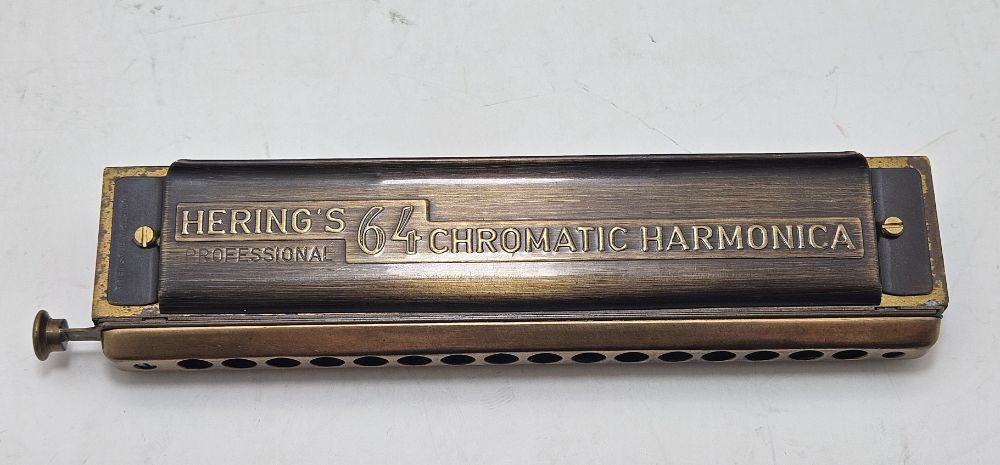 HERING'S 64 CHROMATIC HARMONICA
PROFESSIONAL